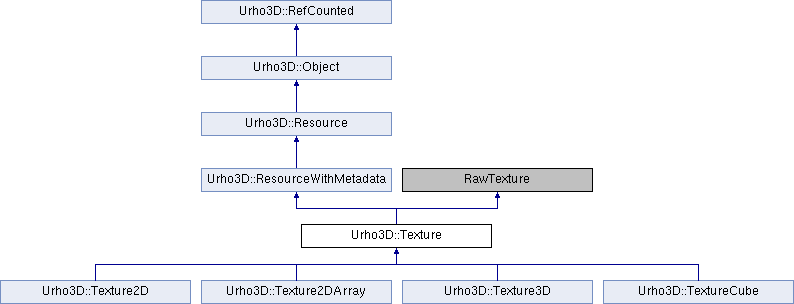 Urho3D::RefCounted
Urho3D::Object
Urho3D::Resource
Urho3D::ResourceWithMetadata
RawTexture
Urho3D::Texture
Urho3D::Texture2D
Urho3D::Texture2DArray
Urho3D::Texture3D
Urho3D::TextureCube